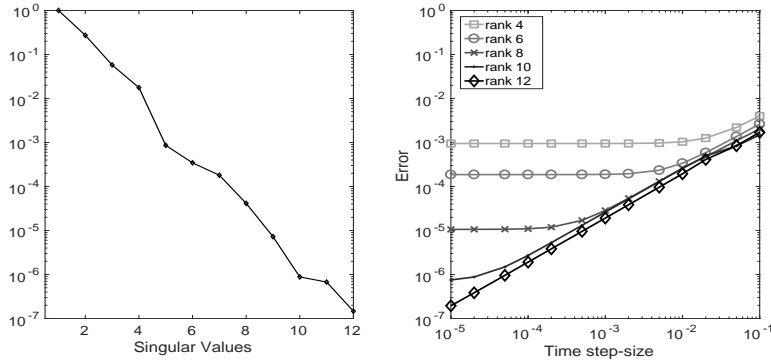 10^0
10^-1
10^-2
10^-3
10^-4
10^-5
10^-6
10^-7
2 4 6 8 10 12
Singular Values
10^0
10^-1
10^-2
10^-3
10^-4
10^-5
10^-6
10^-7
Error
rank 4
rank 6
rank 8
rank 10
rank 12
10^-5 10^-4 10^-3 10^-2 10^-1
Time step-size